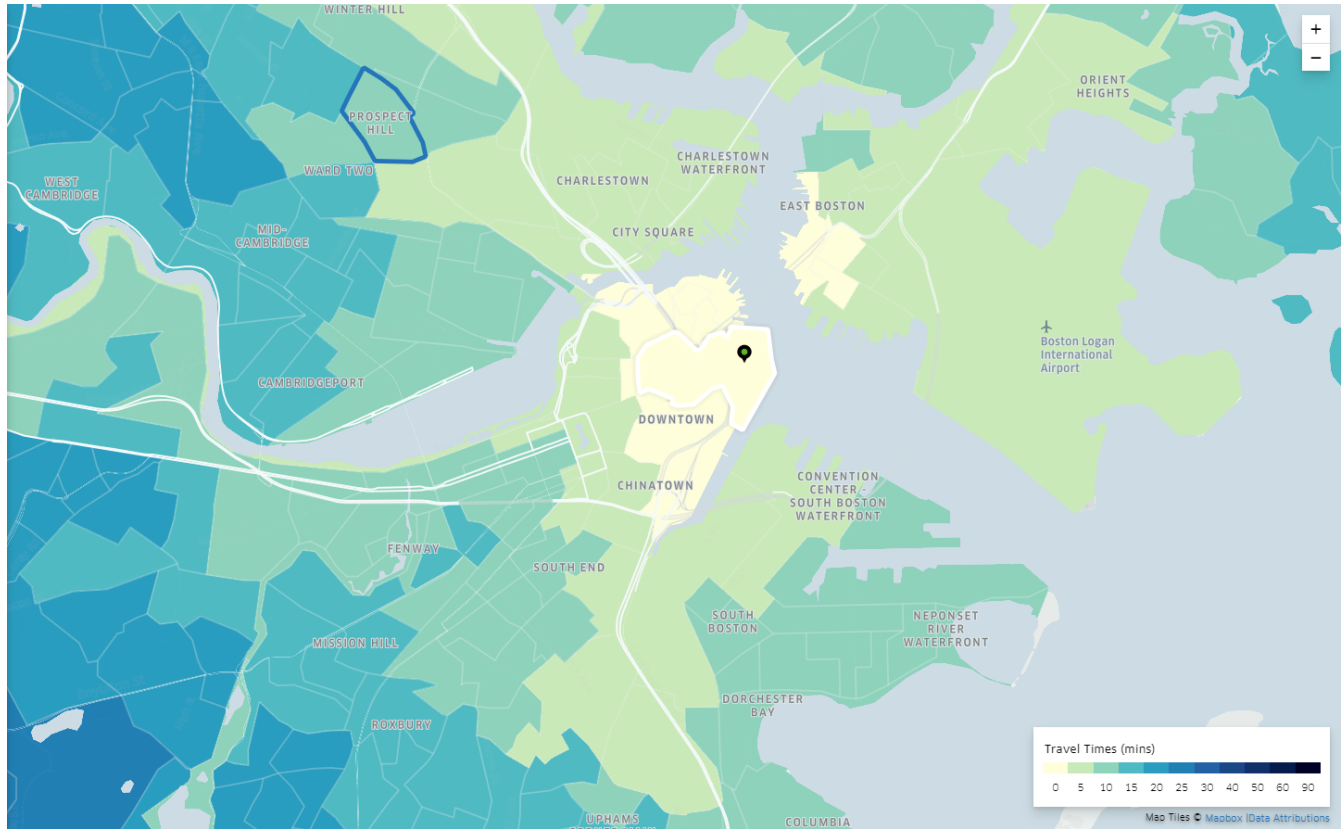 WINTER HILL
ORIENT
HEIGHTS
PROSPECT
HILL
CHARLESTOWN
WATERFRONT
WARD TWO
CHARLESTOWN
WEST
CAMBRIDGE
EAST BOSTON
MID-
CAMBRIDGE
CITY SQUARE
Boston Logan
International
Airport
CAMBRIDGEPORT
DOWNTOWN
CHINATOWN
CONVENTION
CENTER -
SOUTH BOSTON
WATERFRONT
FENWAY
SOUTH END
SOUTH
BOSTON
NEPONSET
RIVER
WATERFRONT
MISSION HILL
DORCHESTER
BAY
ROXBURY
UPHAMS
COLUMBIA
+
−
Travel Times (mins)
0 5 10 15 20 25 30 40 50 60 90
Map Tiles © Mapbox |Data Attributions